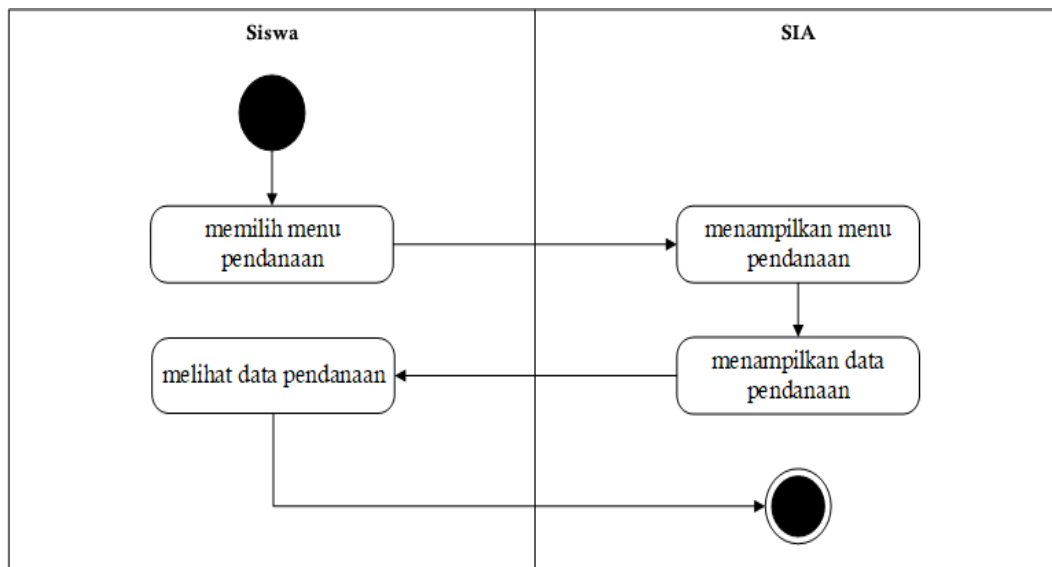 Siswa
SIA
memilih menu
pendanaan
menampilkan menu
pendanaan
melihat data pendanaan
menampilkan data
pendanaan